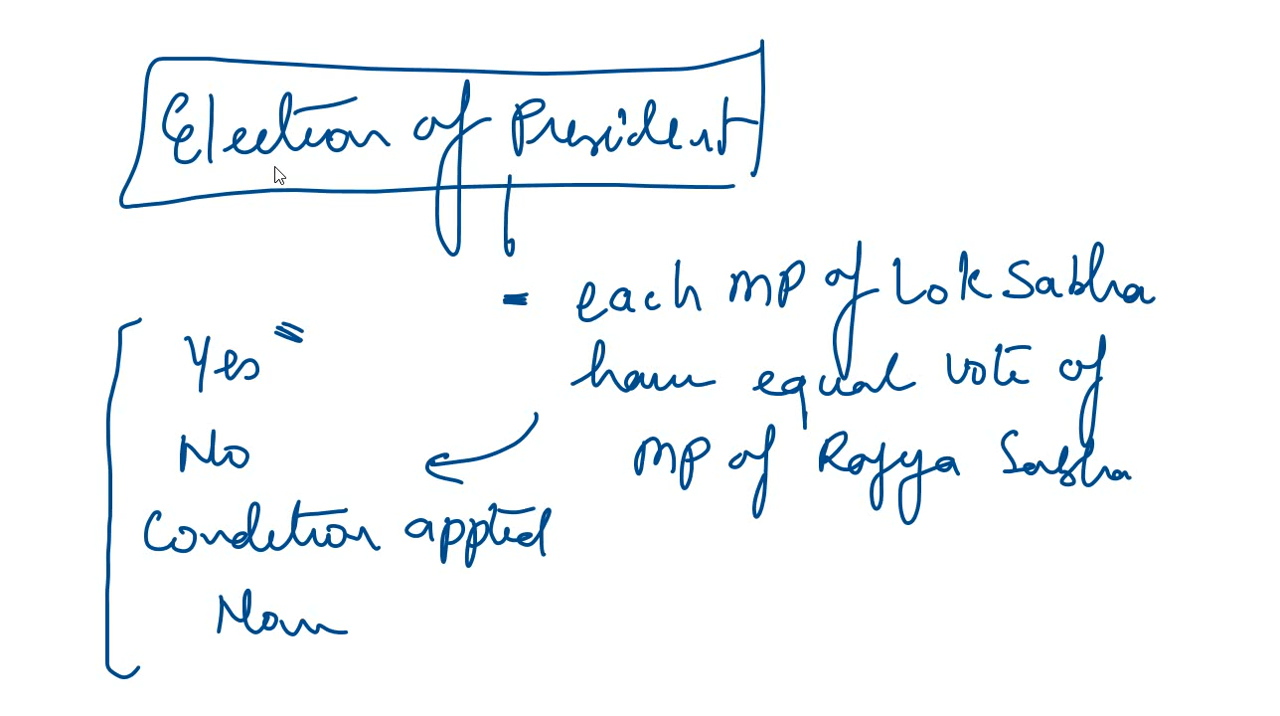 Election of President
- each MP of Lok Sabha
have equal vote of
MP of Rajya Sabha
Yes
No
Condition applied
None